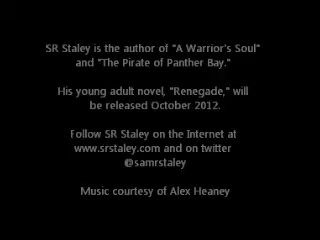 SR Staley is the author of "A Warrior's Soul"
and "The Pirate of Panther Bay."
His young adult novel, "Renegade," will
be released October 2012.
Follow SR Staley on the Internet at
www.srstaley.com and on twitter
@samrstaley
Music courtesy of Alex Heaney